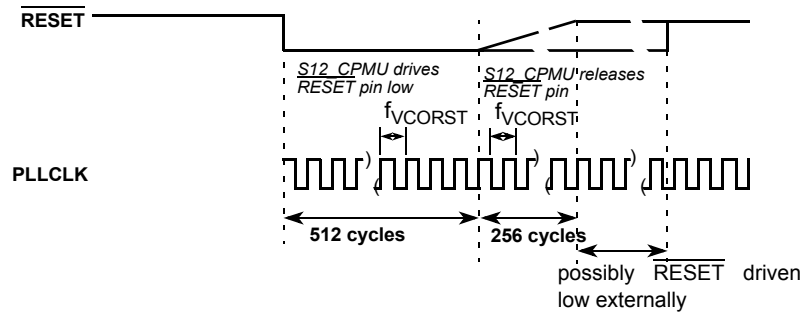 RESET
S12_CPMU drives
RESET pin low
S12_CPMU releases
RESET pin
fVCORST
fVCORST
PLLCLK
) ( ) ( ) (
512 cycles
256 cycles
possibly RESET driven
low externally